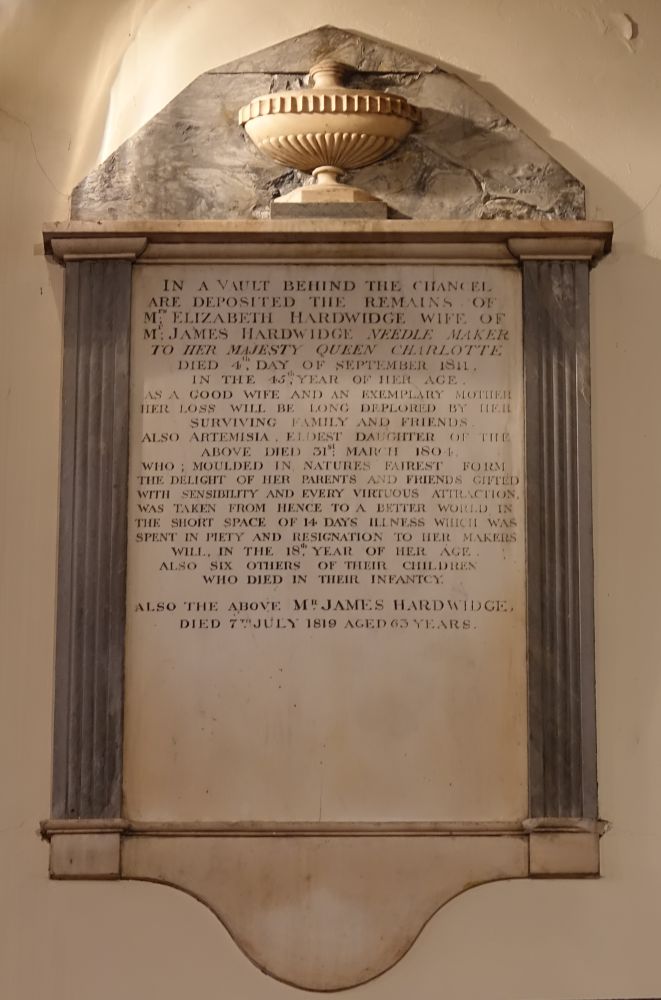 IN A VAULT BEHIND THE CHANCEL
ARE DEPOSITED THE REMAINS OF
Mrs ELIZABETH HARDWIDGE WIFE OF
Mr JAMES HARDWIDGE NEEDLE MAKER
TO HER MAJESTY QUEEN CHARLOTTE
DIED 4th DAY OF SEPTEMBER 1811,
IN THE 45th YEAR OF HER AGE.
AS A GOOD WIFE AND AN EXEMPLARY MOTHER
HER LOSS WILL BE LONG DEPLORED BY HER
SURVIVING FAMILY AND FRIENDS.
ALSO ARTEMISIA, ELDEST DAUGHTER OF THE
ABOVE DIED 31st MARCH 1804,
WHO; MOULDED IN NATURES FAIREST FORM
THE DELIGHT OF HER PARENTS AND FRIENDS GIFTED
WITH SENSIBILITY AND EVERY VIRTUOUS ATTRACTION,
WAS TAKEN FROM HENCE TO A BETTER WORLD IN
THE SHORT SPACE OF 14 DAYS ILLNESS WHICH WAS
SPENT IN PIETY AND RESIGNATION TO HER MAKERS
WILL, IN THE 18th YEAR OF HER AGE.
ALSO SIX OTHERS OF THEIR CHILDREN
WHO DIED IN THEIR INFANTCY.
ALSO THE ABOVE MR JAMES HARDWIDGE,
DIED 7TH JULY 1819 AGED 63 YEARS.